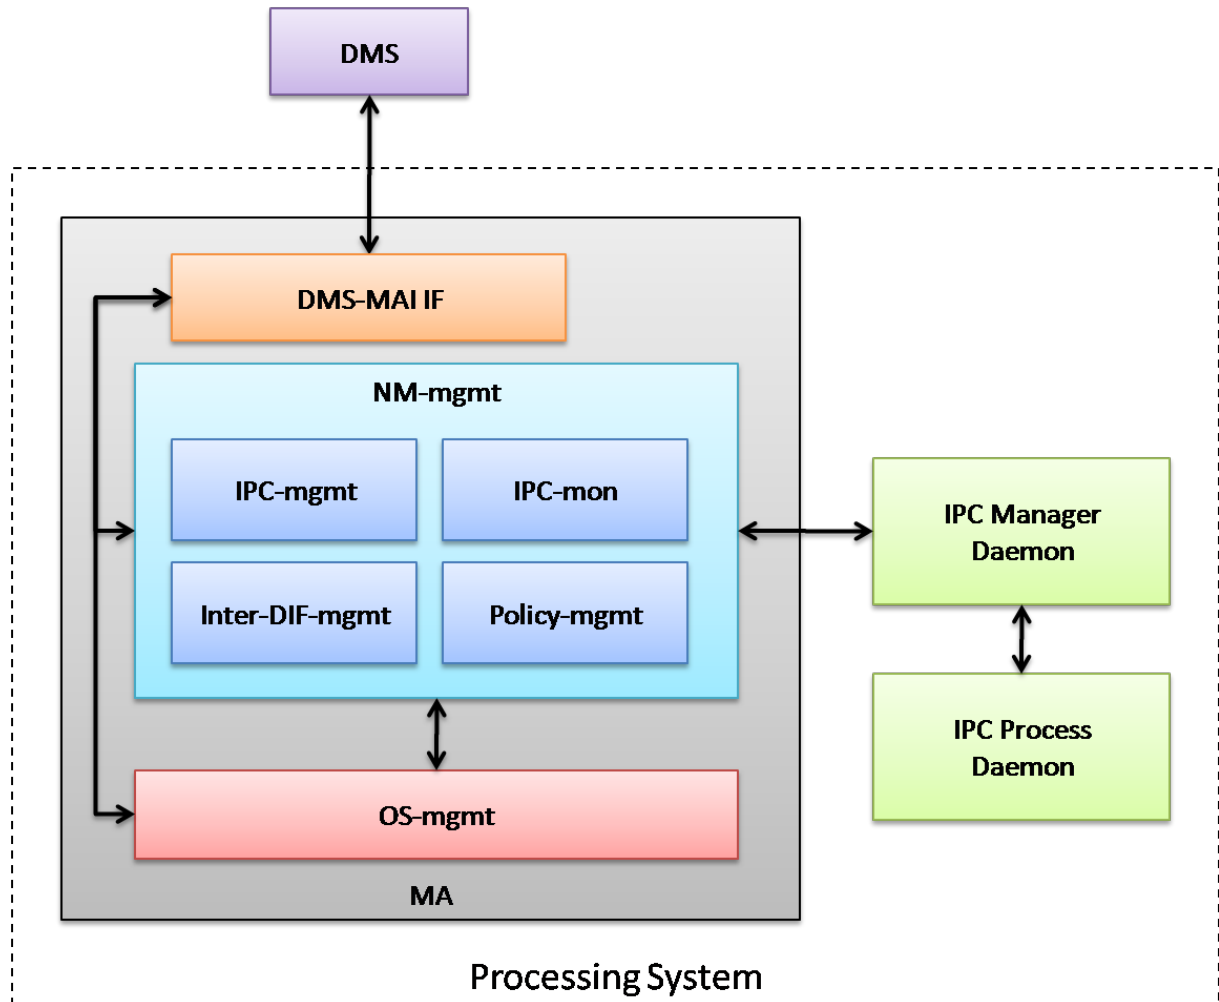 DMS
DMS-MAI IF
NM-mgmt
IPC-mgmt
IPC-mon
Inter-DIF-mgmt
Policy-mgmt
OS-mgmt
MA
IPC Manager
Daemon
IPC Process
Daemon
Processing System